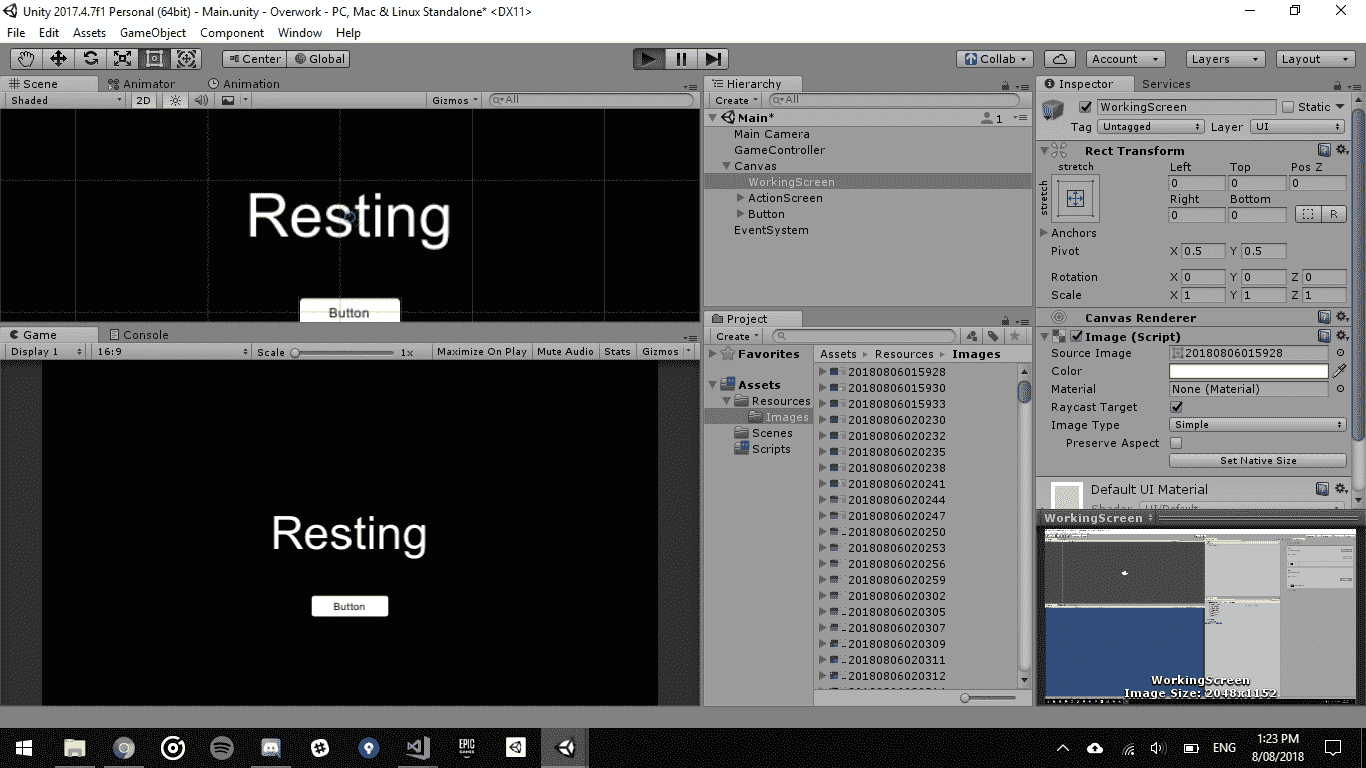 Unity 2017.4.7f1 Personal (64bit) - Main.unity - Overwork - PC, Mac & Linux Standalone* <DX11>
File Edit Assets GameObject Component Window Help
Center Global
Collab Account Layers Layout
Scene Animator Animation
Shaded 2D Gizmos All
Resting
Button
Game Console
Display 1 16:9 Scale 1x Maximize On Play Mute Audio Stats Gizmos
Resting
Button
Hierarchy
Create All
Main* 1
Main Camera
GameController
Canvas
WorkingScreen
ActionScreen
Button
EventSystem
Project
Create
Favorites
Assets
Resources
Images
Scenes
Scripts
Assets Resources Images
20180806015928
20180806015930
20180806015933
20180806020230
20180806020232
20180806020235
20180806020238
20180806020241
20180806020244
20180806020247
20180806020250
20180806020253
20180806020256
20180806020259
20180806020302
20180806020305
20180806020307
20180806020309
20180806020311
20180806020312
Inspector Services
WorkingScreen Static
Tag Untagged Layer UI
Rect Transform
stretch Left Top Pos Z
stretch
0 0 0
Right Bottom
0 0 R
Anchors
Pivot X 0.5 Y 0.5
Rotation X 0 Y 0 Z 0
Scale X 1 Y 1 Z 1
Canvas Renderer
Image (Script)
Source Image 20180806015928
Color
Material None (Material)
Raycast Target
Image Type Simple
Preserve Aspect
Set Native Size
Default UI Material
Shader UI/Default
WorkingScreen
WorkingScreen
Image Size: 2048x1152
EPIC GAMES
ENG
1:23 PM
8/08/2018